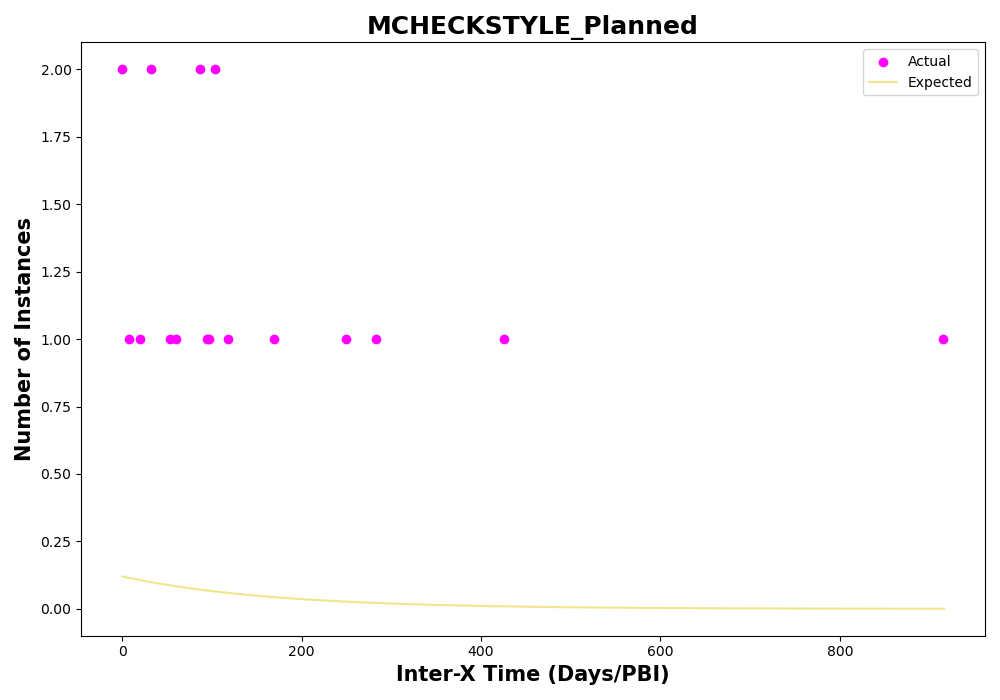 MCHECKSTYLE_Planned
Actual
Expected
Number of Instances
2.00
1.75
1.50
1.25
1.00
0.75
0.50
0.25
0.00
0
200
400
600
800
Inter-X Time (Days/PBI)